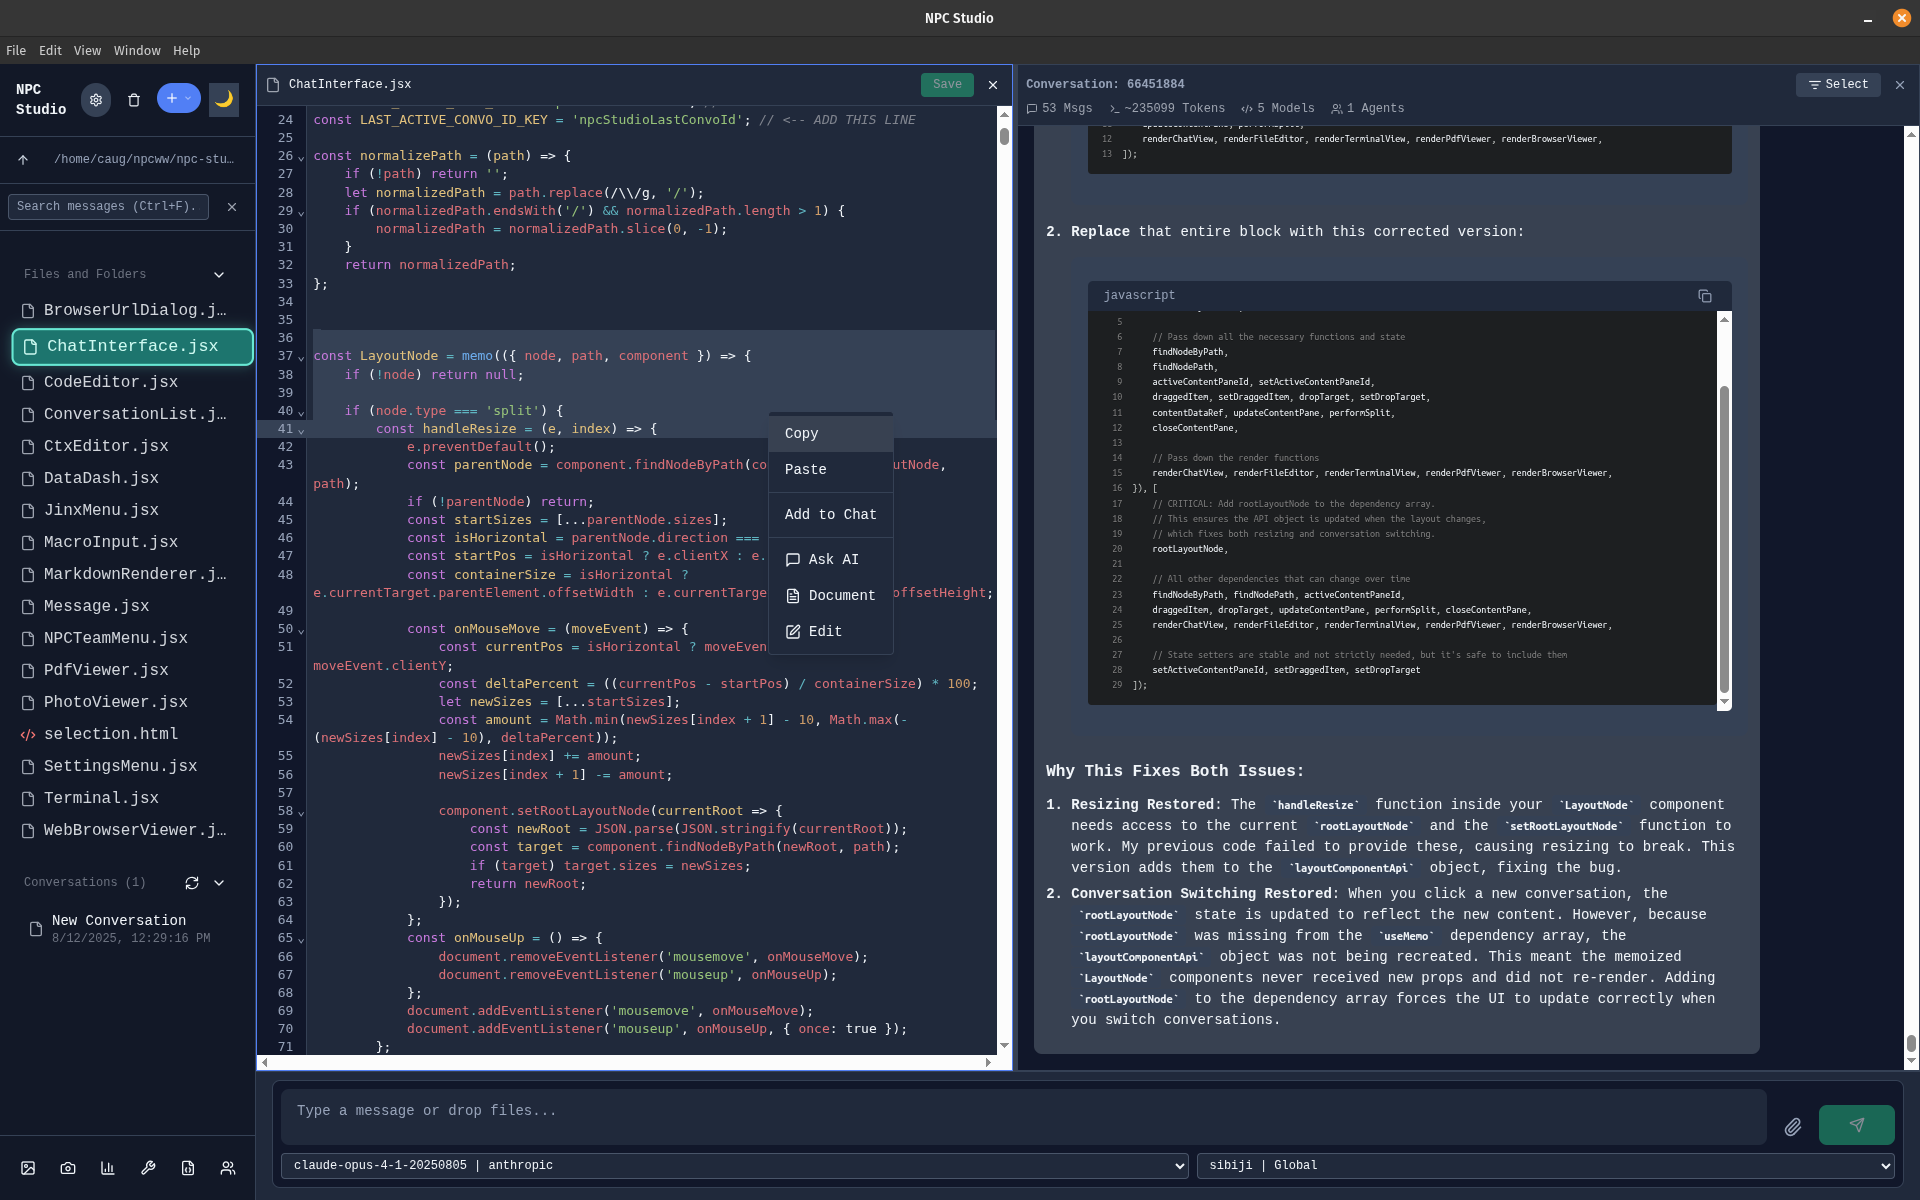 NPC Studio
File Edit View Window Help
NPC Studio
/home/caug/npcww/npc-stu…
Search messages (Ctrl+F).
Files and Folders
BrowserUrlDialog.j…
ChatInterface.jsx
CodeEditor.jsx
ConversationList.j…
CtxEditor.jsx
DataDash.jsx
JinxMenu.jsx
MacroInput.jsx
MarkdownRenderer.j…
Message.jsx
NPCTeamMenu.jsx
PdfViewer.jsx
PhotoViewer.jsx
selection.html
SettingsMenu.jsx
Terminal.jsx
WebBrowserViewer.j…
Conversations (1)
New Conversation
8/12/2025, 12:29:16 PM
ChatInterface.jsx
Save
24 const LAST_ACTIVE_CONVO_ID_KEY = 'npcStudioLastConvoId'; // <-- ADD THIS LINE
25
26 const normalizePath = (path) => {
27     if (!path) return '';
28     let normalizedPath = path.replace(/\\/g, '/');
29     if (normalizedPath.endsWith('/') && normalizedPath.length > 1) {
30         normalizedPath = normalizedPath.slice(0, -1);
31     }
32     return normalizedPath;
33 };
34
35
36
37 const LayoutNode = memo(({ node, path, component }) => {
38     if (!node) return null;
39
40     if (node.type === 'split') {
41         const handleResize = (e, index) => {
42             e.preventDefault();
43             const parentNode = component.findNodeByPath(co utNode,
path);
44             if (!parentNode) return;
45             const startSizes = [...parentNode.sizes];
46             const isHorizontal = parentNode.direction ===
47             const startPos = isHorizontal ? e.clientX : e.
48             const containerSize = isHorizontal ?
e.currentTarget.parentElement.offsetWidth : e.currentTarge offsetHeight;
49
50             const onMouseMove = (moveEvent) => {
51                 const currentPos = isHorizontal ? moveEven
moveEvent.clientY;
52                 const deltaPercent = ((currentPos - startPos) / containerSize) * 100;
53                 let newSizes = [...startSizes];
54                 const amount = Math.min(newSizes[index + 1] - 10, Math.max(-
(newSizes[index] - 10), deltaPercent));
55                 newSizes[index] += amount;
56                 newSizes[index + 1] -= amount;
57
58                 component.setRootLayoutNode(currentRoot => {
59                     const newRoot = JSON.parse(JSON.stringify(currentRoot));
60                     const target = component.findNodeByPath(newRoot, path);
61                     if (target) target.sizes = newSizes;
62                     return newRoot;
63                 });
64             };
65             const onMouseUp = () => {
66                 document.removeEventListener('mousemove', onMouseMove);
67                 document.removeEventListener('mouseup', onMouseUp);
68             };
69             document.addEventListener('mousemove', onMouseMove);
70             document.addEventListener('mouseup', onMouseUp, { once: true });
71         };
Copy
Paste
Add to Chat
Ask AI
Document
Edit
Conversation: 66451884
Select
53 Msgs ~235099 Tokens 5 Models 1 Agents
12 renderChatView, renderFileEditor, renderTerminalView, renderPdfViewer, renderBrowserViewer,
13 ]);
2. Replace that entire block with this corrected version:
javascript
5
6 // Pass down all the necessary functions and state
7 findNodeByPath,
8 findNodePath,
9 activeContentPaneId, setActiveContentPaneId,
10 draggedItem, setDraggedItem, dropTarget, setDropTarget,
11 contentDataRef, updateContentPane, performSplit,
12 closeContentPane,
13
14 // Pass down the render functions
15 renderChatView, renderFileEditor, renderTerminalView, renderPdfViewer, renderBrowserViewer,
16 }), [
17 // CRITICAL: Add rootLayoutNode to the dependency array.
18 // This ensures the API object is updated when the layout changes,
19 // which fixes both resizing and conversation switching.
20 rootLayoutNode,
21
22 // All other dependencies that can change over time
23 findNodeByPath, findNodePath, activeContentPaneId,
24 draggedItem, dropTarget, updateContentPane, performSplit, closeContentPane,
25 renderChatView, renderFileEditor, renderTerminalView, renderPdfViewer, renderBrowserViewer,
26
27 // State setters are stable and not strictly needed, but it's safe to include them
28 setActiveContentPaneId, setDraggedItem, setDropTarget
29 ]);
Why This Fixes Both Issues:
1. Resizing Restored: The `handleResize` function inside your `LayoutNode` component
needs access to the current `rootLayoutNode` and the `setRootLayoutNode` function to
work. My previous code failed to provide these, causing resizing to break. This
version adds them to the `layoutComponentApi` object, fixing the bug.
2. Conversation Switching Restored: When you click a new conversation, the
`rootLayoutNode` state is updated to reflect the new content. However, because
`rootLayoutNode` was missing from the `useMemo` dependency array, the
`layoutComponentApi` object was not being recreated. This meant the memoized
`LayoutNode` components never received new props and did not re-render. Adding
`rootLayoutNode` to the dependency array forces the UI to update correctly when
you switch conversations.
Type a message or drop files...
claude-opus-4-1-20250805 | anthropic
sibiji | Global